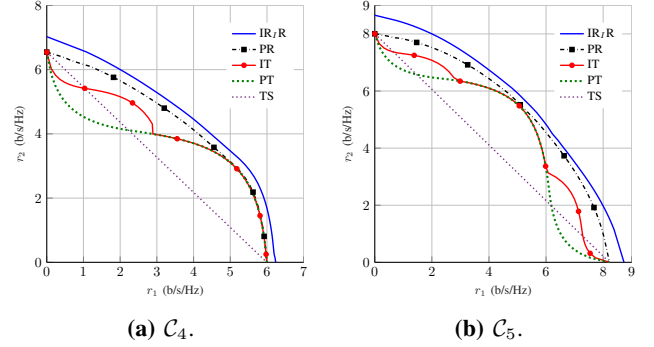 8
6
4
2
0
0 1 2 3 4 5 6 7
r₂ (b/s/Hz)
r₁ (b/s/Hz)
IR_I R
PR
IT
PT
TS
(a) 𝒞₄.
9
8
6
4
2
0
0 2 4 6 8 9
r₂ (b/s/Hz)
r₁ (b/s/Hz)
IR_I R
PR
IT
PT
TS
(b) 𝒞₅.